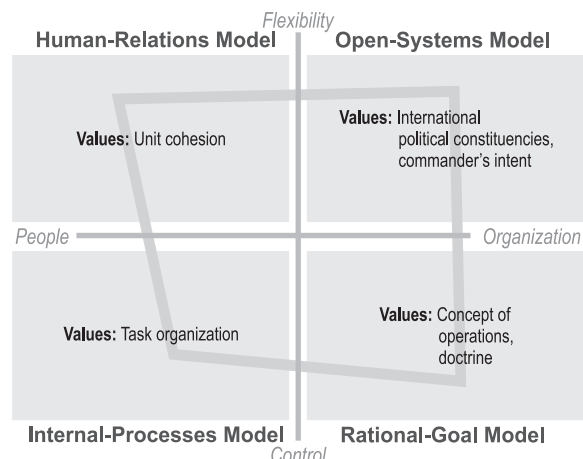 Flexibility
Human-Relations Model
Open-Systems Model
Values: Unit cohesion
Values: International
political constituencies,
commander's intent
People
Organization
Values: Task organization
Values: Concept of
operations,
doctrine
Internal-Processes Model
Rational-Goal Model
Control